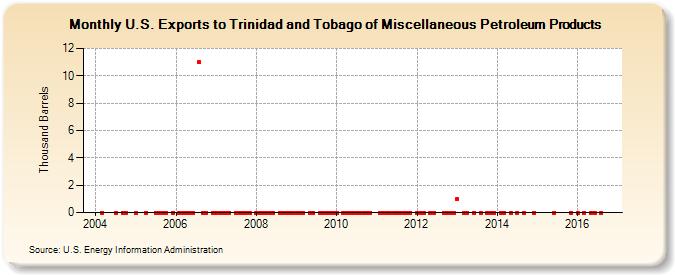 Monthly U.S. Exports to Trinidad and Tobago of Miscellaneous Petroleum Products
Thousand Barrels
12
10
8
6
4
2
0
2004 2006 2008 2010 2012 2014 2016
Source: U.S. Energy Information Administration